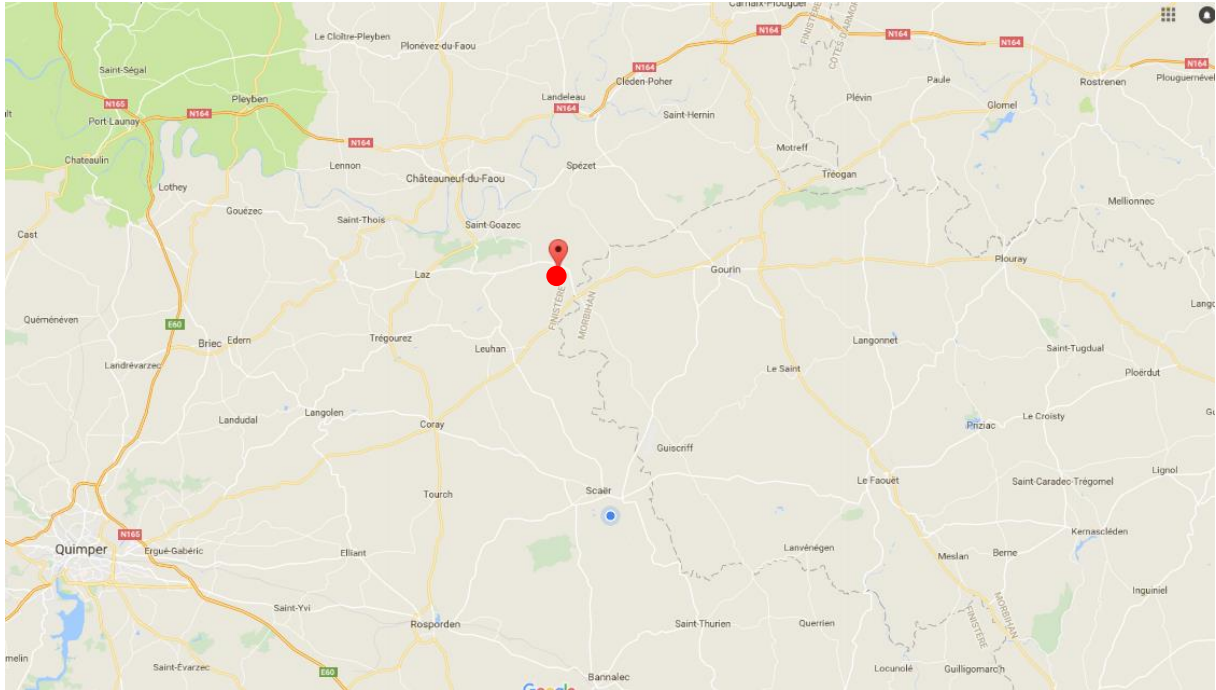 Carhaix-Plouguer
Le Cloître-Pleyben
Plonévez-du-Faou
N164
FINISTÈRE
CÔTES-D'ARMOR
N164
N164
Saint-Ségal
N164
Cléden-Poher
Paule
Rostrenen
N164
Plouguernével
Pleyben
N165
Landeleau
N164
Plévin
Glomel
Port-Launay
N164
Saint-Hernin
Chateaulin
N164
Motreff
Lennon
Spézet
Châteauneuf-du-Faou
Tréogan
Lothey
Gouézec
Saint-Thois
Saint-Goazec
Mellionnec
Cast
Laz
Gourin
Plouray
FINISTÈRE
MORBIHAN
Quéménéven
E60
Briec
Edern
Trégourez
Leuhan
Langonnet
Saint-Tugdual
Landrévarzec
Le Saint
Ploërdut
Landudal
Langolen
Coray
Priziac
Le Croisty
Guiscriff
Lignol
Tourch
Scaër
Le Faouët
Saint-Caradec-Trégomel
N165
Quimper
Ergué-Gabéric
Elliant
Lanvénégen
Kernascléden
Meslan
Berne
Inguiniel
Saint-Yvi
Rosporden
Saint-Thurien
Querrien
FINISTÈRE
MORBIHAN
Saint-Évarzec
E60
Bannalec
Locunolé
Guilligomarc'h
Google